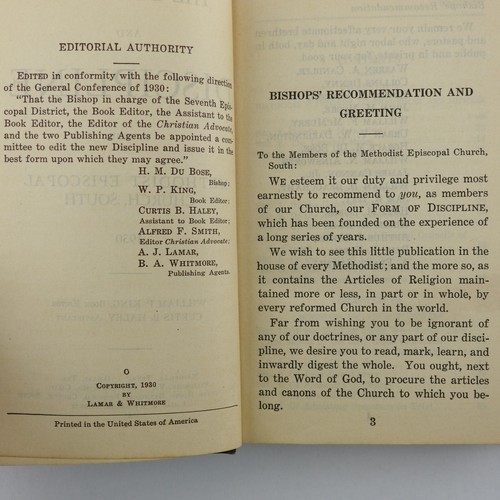 EDITORIAL AUTHORITY
EDITED in conformity with the following direction
of the General Conference of 1930:
"That the Bishop in charge of the Seventh Epis-
copal District, the Book Editor, the Assistant to
Book Editor, the Editor of the Christian Advocate,
and the two Publishing Agents be appointed a com-
mittee to edit the new Discipline and issue it in the
best form upon which they may agree."
H. M. DU BOSE,
Bishop;
W. P. KING,
Book Editor;
CURTIS B. HALEY,
Assistant to Book Editor;
ALFRED F. SMITH,
Editor Christian Advocate;
A. J. LAMAR,
B. A. WHITMORE,
Publishing Agents.
O
COPYRIGHT, 1930
BY
LAMAR & WHITMORE
Printed in the United States of America
BISHOPS' RECOMMENDATION AND
GREETING
To the Members of the Methodist Episcopal Church,
South:
WE esteem it our duty and privilege most
earnestly to recommend to you, as members
of our Church, our FORM OF DISCIPLINE,
which has been founded on the experience of
a long series of years.
We wish to see this little publication in the
house of every Methodist; and the more so, as
it contains the Articles of Religion main-
tained more or less, in part or in whole, by
every reformed Church in the world.
Far from wishing you to be ignorant of
any of our doctrines, or any part of our disci-
pline, we desire you to read, mark, learn, and
inwardly digest the whole. You ought, next
to the Word of God, to procure the articles
and canons of the Church to which you be-
long.
3